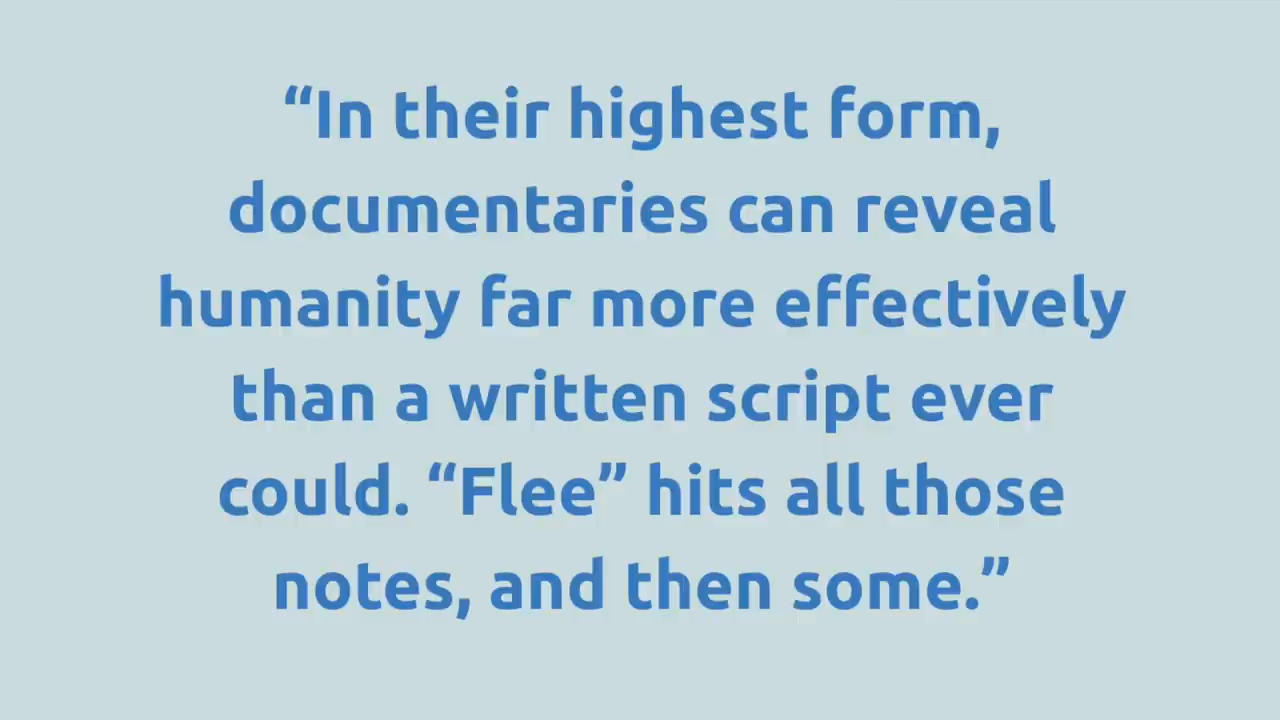 “In their highest form,
documentaries can reveal
humanity far more effectively
than a written script ever
could. “Flee” hits all those
notes, and then some.”